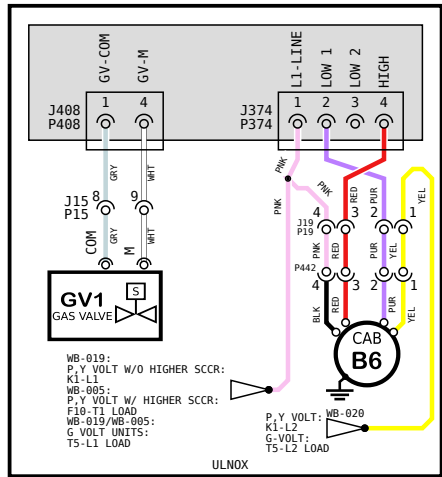 GV-COM GV-M L1-LINE LOW 1 LOW 2 HIGH
1 4 1 2 3 4
J408 J374
P408 P374
GRY WHT PNK PNK RED PUR YEL
PNK
J15 8 9
P15
4 3 2 1
J19
P19
COM GRY M WHT
PNK RED PUR YEL
P442
4 3 2 1
BLK RED PUR YEL
S
GV1
GAS VALVE
CAB
B6
WB-019:
P,Y VOLT W/O HIGHER SCCR:
K1-L1
WB-005:
P,Y VOLT W/ HIGHER SCCR:
F10-T1 LOAD
WB-019/WB-005:
G VOLT UNITS:
T5-L1 LOAD
P,Y VOLT: WB-020
K1-L2
G-VOLT:
T5-L2 LOAD
ULNOX